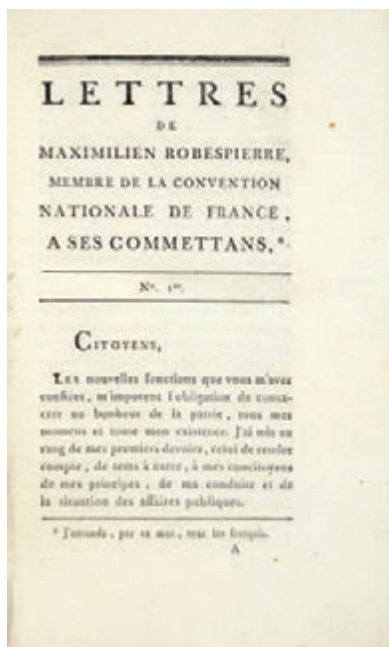 LETTRES
DE
MAXIMILIEN ROBESPIERRE,
MEMBRE DE LA CONVENTION
NATIONALE DE FRANCE,
A SES COMMETTANS,*
No. 1er.
CITOYENS,
LES nouvelles fonctions que vous m'avez
confiées, m'imposent l'obligation de consa-
crer au bonheur de la patrie, tous mes
momens et toute mon existence. J'ai mis au
rang de mes premiers devoirs, celui de rendre
compte, de tems à autre, à mes concitoyens
de mes principes, de ma conduite et de
la situation des affaires publiques.
* J'entends, par ce mot, tous les français.
A